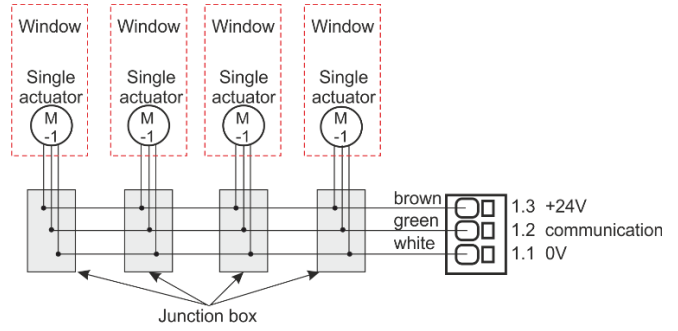 Window Window Window Window
Single actuator Single actuator Single actuator Single actuator
M -1 M -1 M -1 M -1
brown 1.3 +24V
green 1.2 communication
white 1.1 0V
Junction box